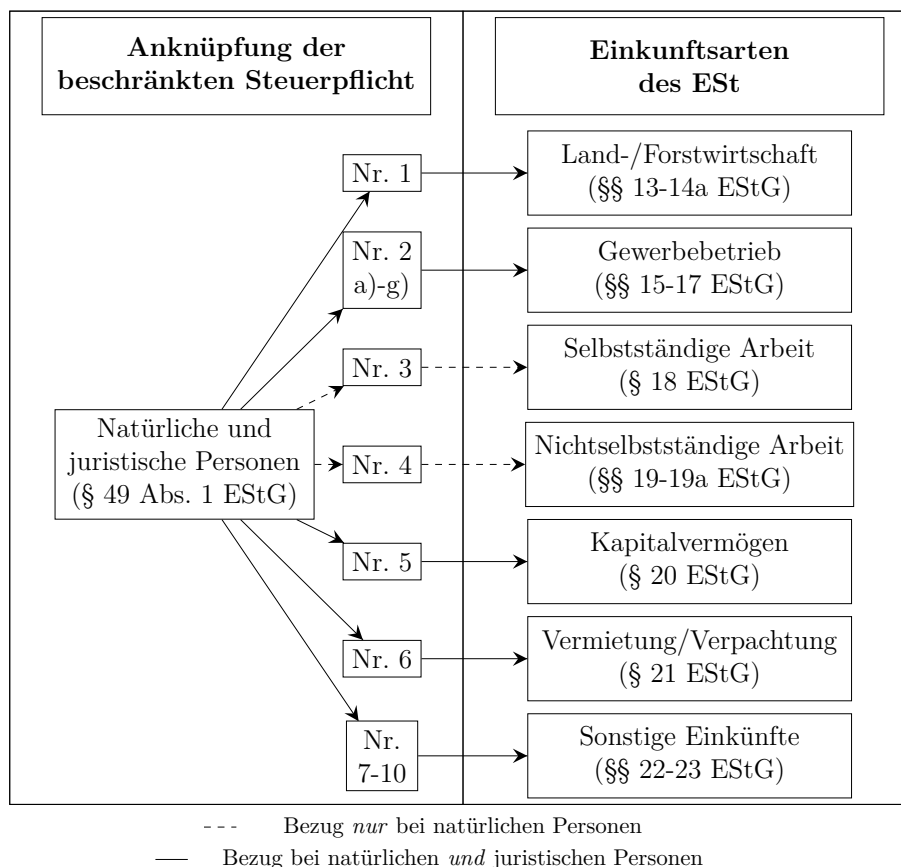 Anknüpfung der
beschränkten Steuerpflicht
Einkunftsarten
des ESt
Nr. 1
Land-/Forstwirtschaft
(§§ 13-14a EStG)
Nr. 2
a)-g)
Gewerbebetrieb
(§§ 15-17 EStG)
Nr. 3
Selbstständige Arbeit
(§ 18 EStG)
Natürliche und
juristische Personen
(§ 49 Abs. 1 EStG)
Nr. 4
Nichtselbstständige Arbeit
(§§ 19-19a EStG)
Nr. 5
Kapitalvermögen
(§ 20 EStG)
Nr. 6
Vermietung/Verpachtung
(§ 21 EStG)
Nr.
7-10
Sonstige Einkünfte
(§§ 22-23 EStG)
Bezug nur bei natürlichen Personen
Bezug bei natürlichen und juristischen Personen